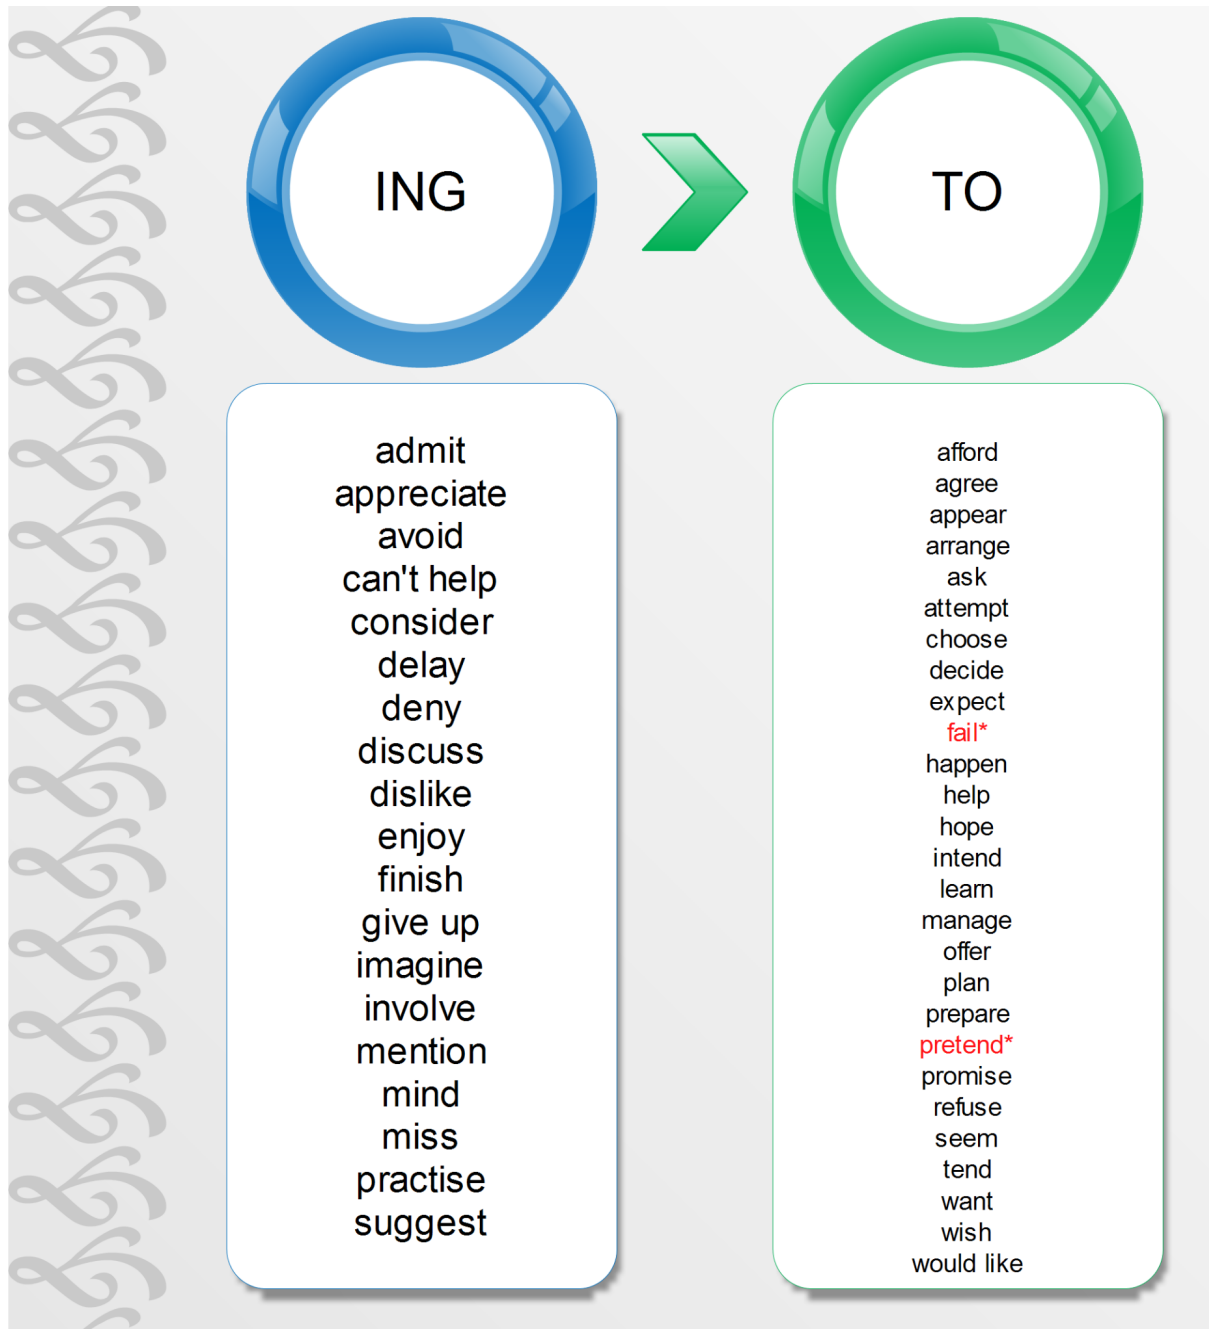 ING
TO
admit
appreciate
avoid
can't help
consider
delay
deny
discuss
dislike
enjoy
finish
give up
imagine
involve
mention
mind
miss
practise
suggest
afford
agree
appear
arrange
ask
attempt
choose
decide
expect
fail*
happen
help
hope
intend
learn
manage
offer
plan
prepare
pretend*
promise
refuse
seem
tend
want
wish
would like